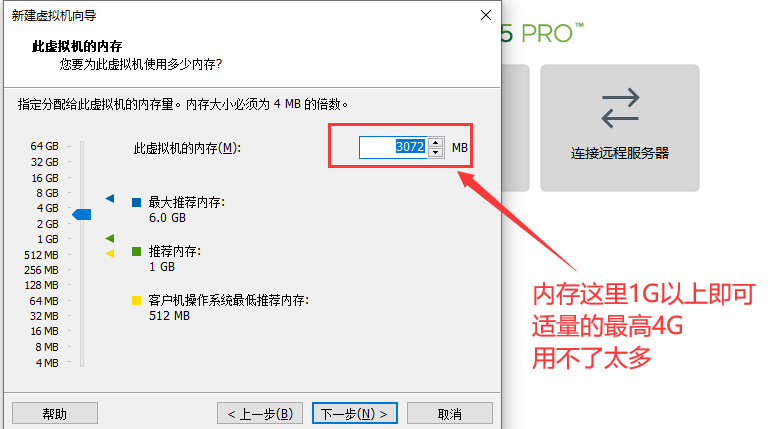 新建虚拟机向导
5 PRO™
此虚拟机的内存
您要为此虚拟机使用多少内存?
指定分配给此虚拟机的内存量。内存大小必须为 4 MB 的倍数。
64 GB
32 GB
16 GB
8 GB
4 GB
2 GB
1 GB
512 MB
256 MB
128 MB
64 MB
32 MB
16 MB
8 MB
4 MB
此虚拟机的内存(M):
3072
MB
最大推荐内存:
6.0 GB
推荐内存:
1 GB
客户机操作系统最低推荐内存:
512 MB
连接远程服务器
内存这里1G以上即可
适量的最高4G
用不了太多
帮助
< 上一步(B)
下一步(N) >
取消